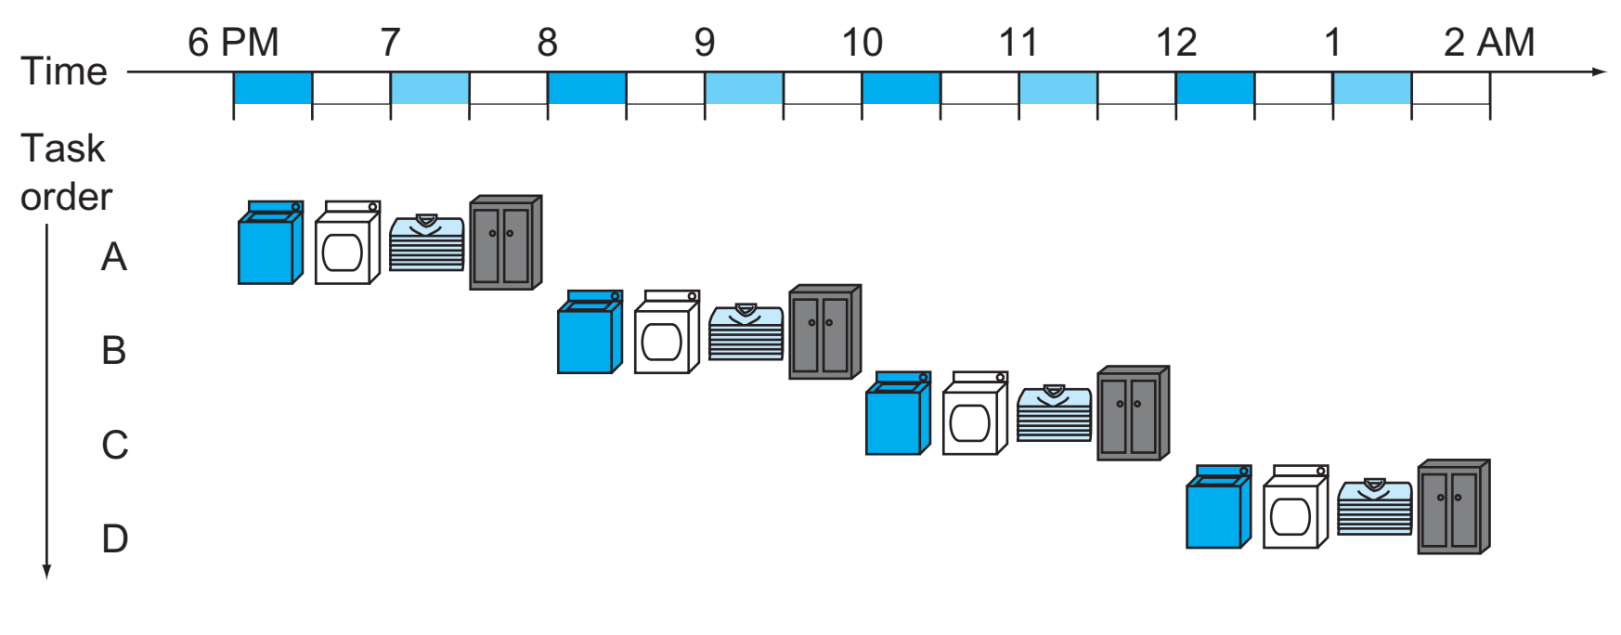 6 PM 7 8 9 10 11 12 1 2 AM
Time
Task
order
A
B
C
D